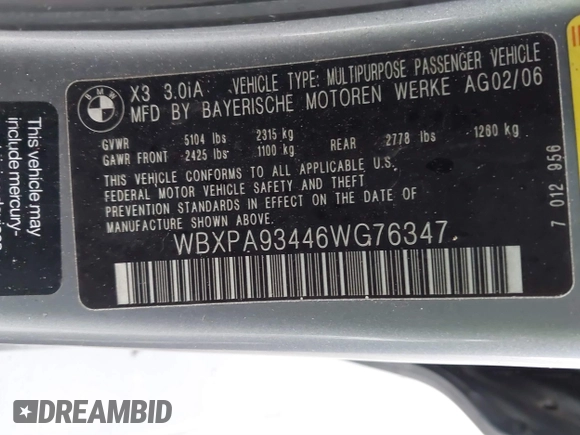 BMW
X3 3.0iA VEHICLE TYPE: MULTIPURPOSE PASSENGER VEHICLE
MFD BY BAYERISCHE MOTOREN WERKE AG02/06
GVWR 5104 lbs 2315 kg
GAWR FRONT 2425 lbs 1100 kg REAR 2778 lbs 1260 kg
THIS VEHICLE CONFORMS TO ALL APPLICABLE U.S.
FEDERAL MOTOR VEHICLE SAFETY AND THEFT
PREVENTION STANDARDS IN EFFECT ON THE DATE
OF MANUFACTURE SHOWN ABOVE.
WBXPA93446WG76347
7 012 956
This vehicle may
include mercury-
DREAMBID